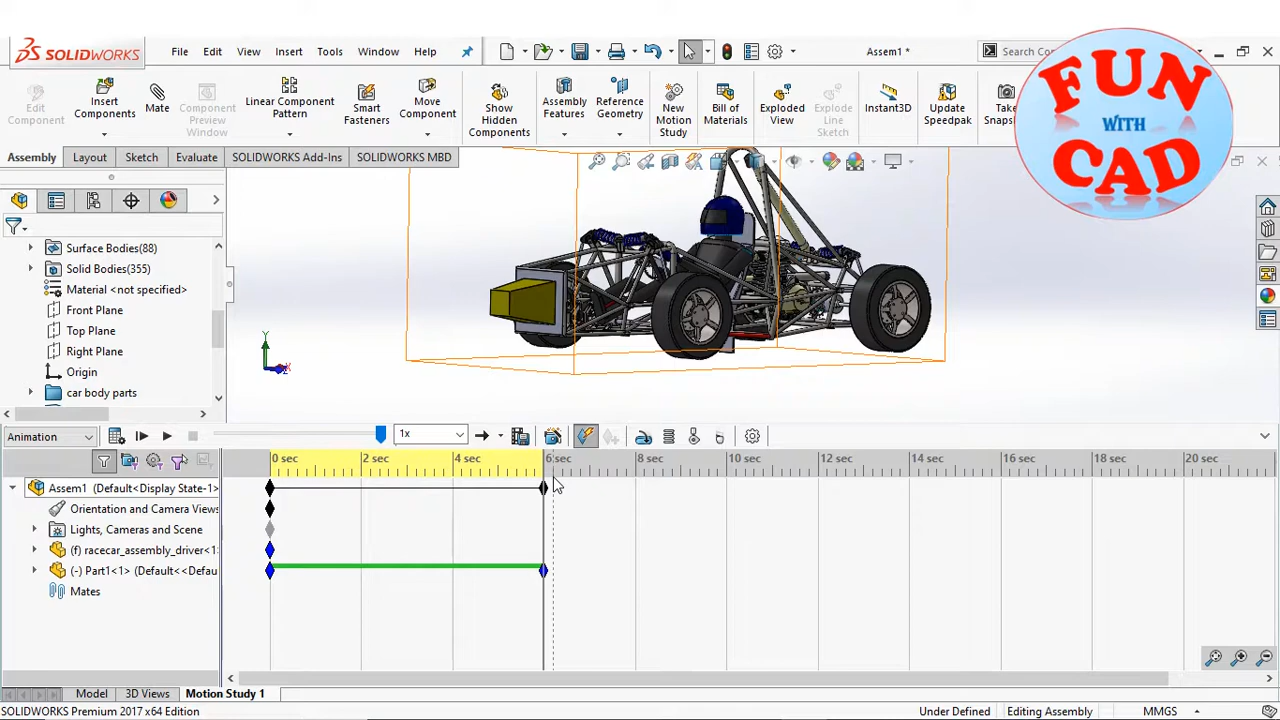 SOLIDWORKS
File Edit View Insert Tools Window Help
Assem1 *
Search Co
Edit Component
Insert Components
Mate
Component Preview Window
Linear Component Pattern
Smart Fasteners
Move Component
Show Hidden Components
Assembly Features
Reference Geometry
New Motion Study
Bill of Materials
Exploded View
Explode Line Sketch
Instant3D
Update Speedpak
Take Snaps
FUN
WITH
CAD
Assembly Layout Sketch Evaluate SOLIDWORKS Add-Ins SOLIDWORKS MBD
Surface Bodies(88)
Solid Bodies(355)
Material <not specified>
Front Plane
Top Plane
Right Plane
Origin
car body parts
Y
Animation
1x
0 sec 2 sec 4 sec 6 sec 8 sec 10 sec 12 sec 14 sec 16 sec 18 sec 20 sec
Assem1 (Default<Display State-1>
Orientation and Camera Views
Lights, Cameras and Scene
(f) racecar_assembly_driver<1>
(-) Part1<1> (Default<<Defau
Mates
Model 3D Views Motion Study 1
SOLIDWORKS Premium 2017 x64 Edition
Under Defined Editing Assembly MMGS